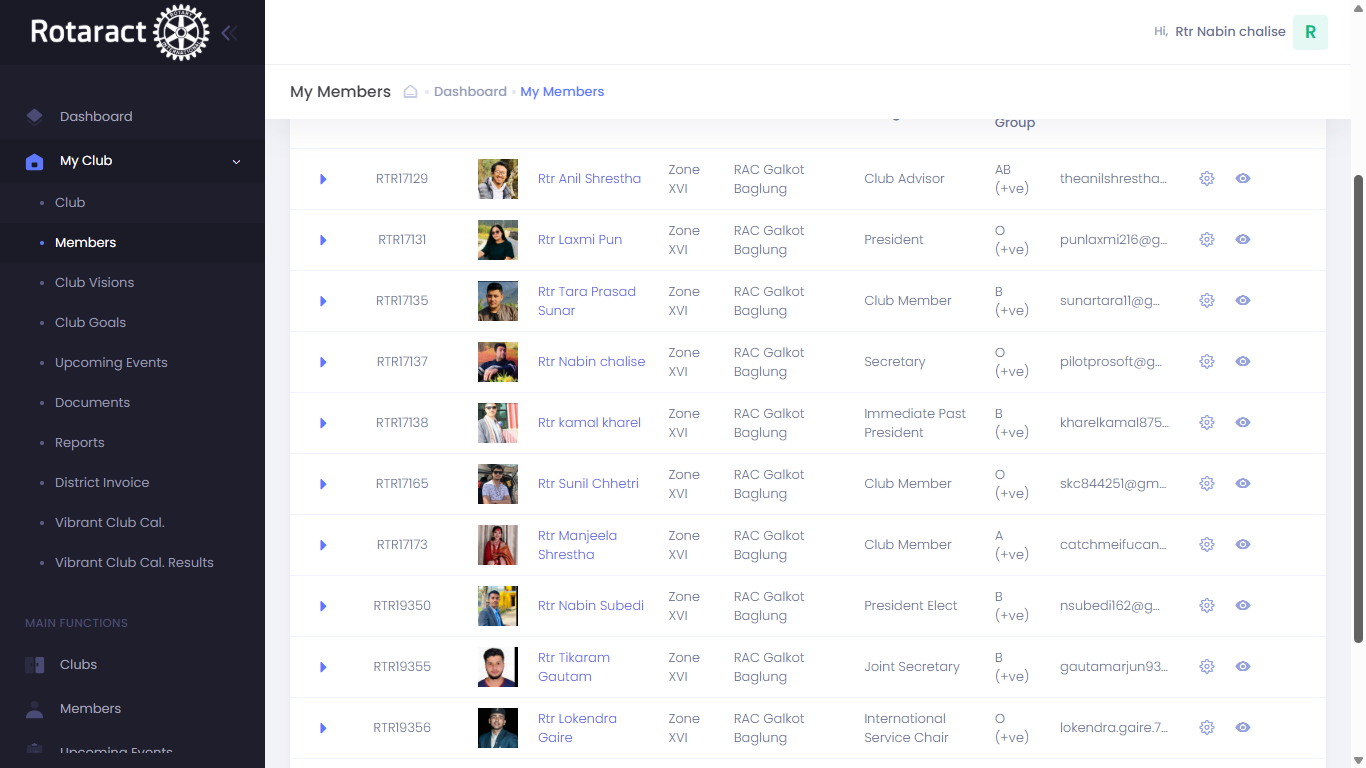 Rotaract
ROTARY
INTERNATIONAL
Hi, Rtr Nabin chalise R
My Members Dashboard My Members
Dashboard
My Club
Club
Members
Club Visions
Club Goals
Upcoming Events
Documents
Reports
District Invoice
Vibrant Club Cal.
Vibrant Club Cal. Results
MAIN FUNCTIONS
Clubs
Members
Upcoming Events
Group
RTR17129 Rtr Anil Shrestha Zone XVI RAC Galkot Baglung Club Advisor AB (+ve) theanilshrestha...
RTR17131 Rtr Laxmi Pun Zone XVI RAC Galkot Baglung President O (+ve) punlaxmi216@g...
RTR17135 Rtr Tara Prasad Sunar Zone XVI RAC Galkot Baglung Club Member B (+ve) sunartara11@g...
RTR17137 Rtr Nabin chalise Zone XVI RAC Galkot Baglung Secretary O (+ve) pilotprosoft@g...
RTR17138 Rtr kamal kharel Zone XVI RAC Galkot Baglung Immediate Past President B (+ve) kharelkamal875...
RTR17165 Rtr Sunil Chhetri Zone XVI RAC Galkot Baglung Club Member O (+ve) skc844251@gm...
RTR17173 Rtr Manjeela Shrestha Zone XVI RAC Galkot Baglung Club Member A (+ve) catchmeifucan...
RTR19350 Rtr Nabin Subedi Zone XVI RAC Galkot Baglung President Elect B (+ve) nsubedi162@g...
RTR19355 Rtr Tikaram Gautam Zone XVI RAC Galkot Baglung Joint Secretary B (+ve) gautamarjun93...
RTR19356 Rtr Lokendra Gaire Zone XVI RAC Galkot Baglung International Service Chair O (+ve) lokendra.gaire.7...